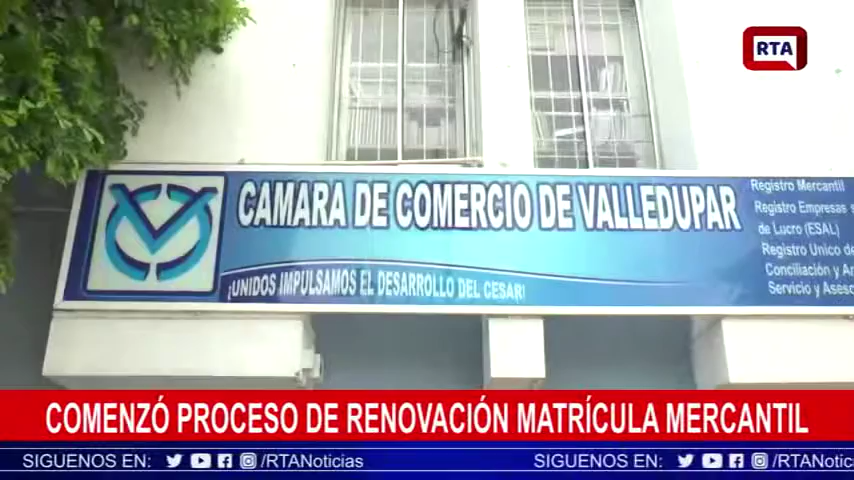 RTA
CAMARA DE COMERCIO DE VALLEDUPAR
¡UNIDOS IMPULSAMOS EL DESARROLLO DEL CESAR!
Registro Mercantil
Registro Empresas
de Lucro (ESAL)
Registro Unico de
Conciliación y
Servicio y
COMENZÓ PROCESO DE RENOVACIÓN MATRÍCULA MERCANTIL
SIGUENOS EN: /RTANoticias SIGUENOS EN: /RTANotic